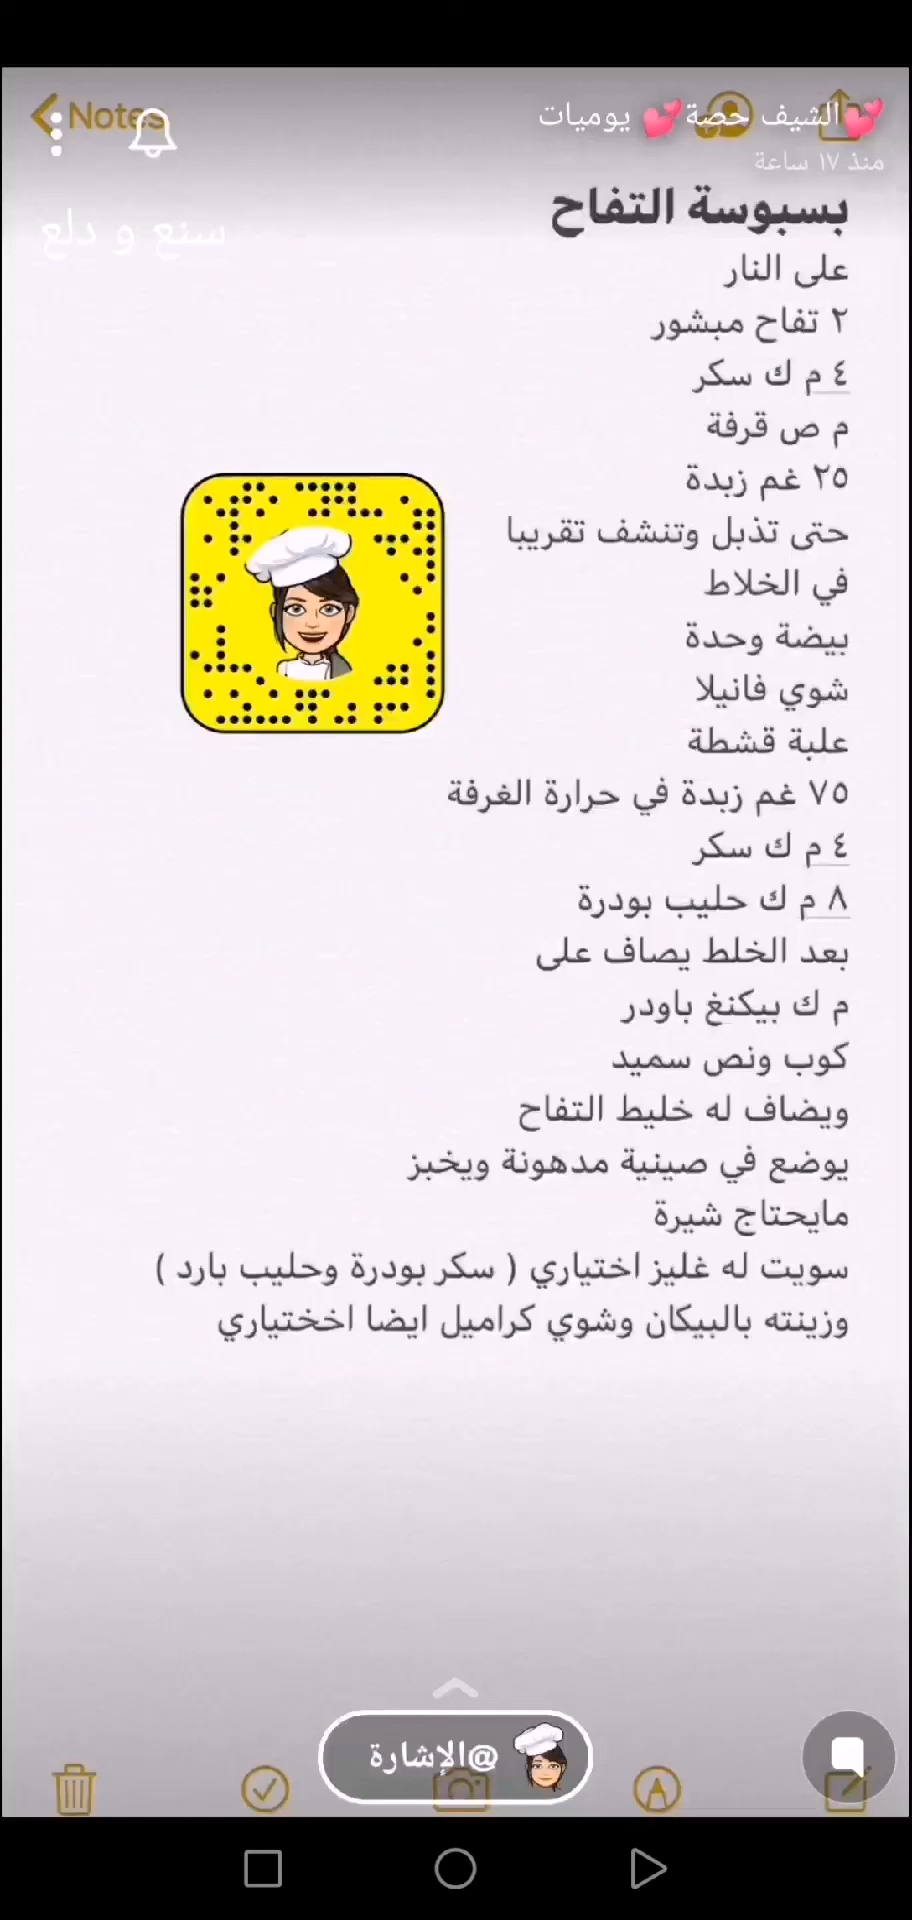 Notes
💕الشيف حصة💕 يوميات
منذ ١٧ ساعة
سنع و دلع
بسبوسة التفاح
على النار
٢ تفاح مبشور
٤ م ك سكر
م ص قرفة
٢٥ غم زبدة
حتى تذبل وتنشف تقريبا
في الخلاط
بيضة وحدة
شوي فانيلا
علبة قشطة
٧٥ غم زبدة في حرارة الغرفة
٤ م ك سكر
٨ م ك حليب بودرة
بعد الخلط يصاف على
م ك بيكنغ باودر
كوب ونص سميد
ويضاف له خليط التفاح
يوضع في صينية مدهونة ويخبز
مايحتاج شيرة
سويت له غليز اختياري ( سكر بودرة وحليب بارد )
وزينته بالبيكان وشوي كراميل ايضا اخختياري
@الإشارة